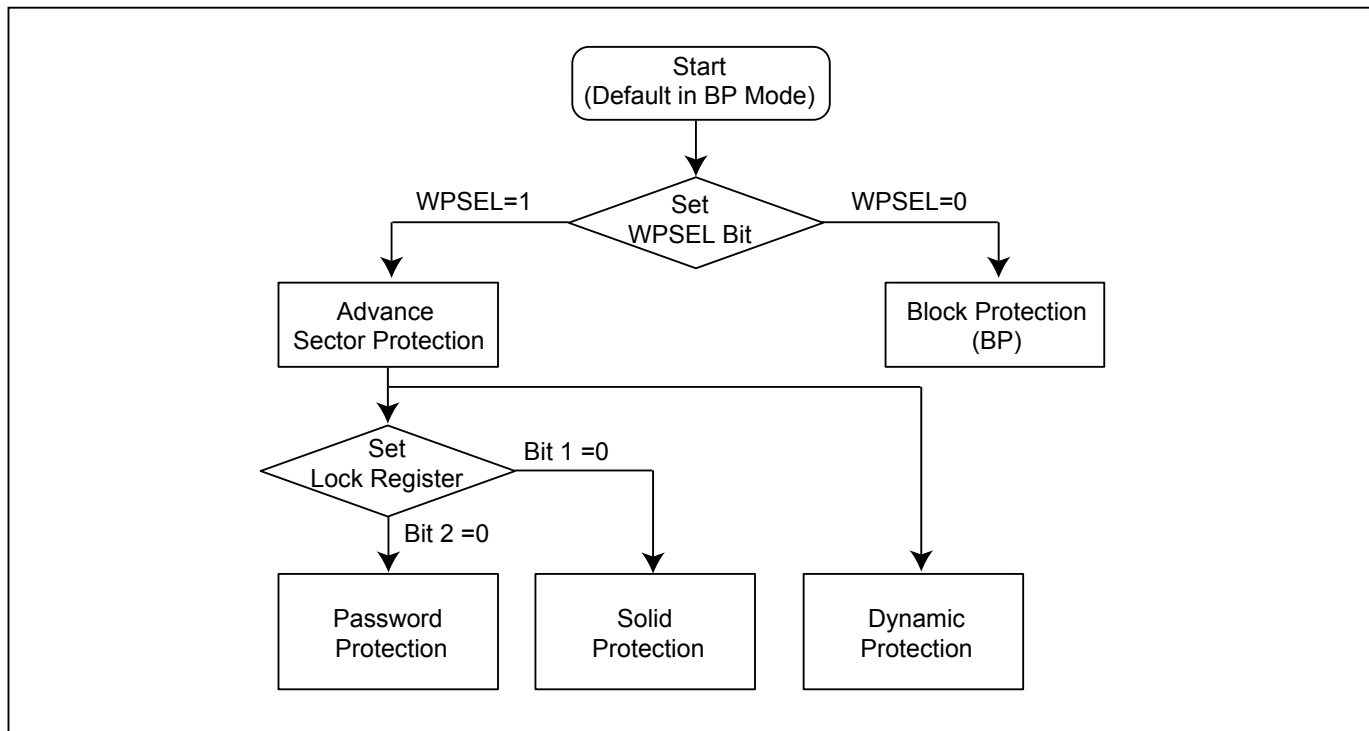 Start
(Default in BP Mode)
WPSEL=1
Set
WPSEL Bit
WPSEL=0
Advance
Sector Protection
Block Protection
(BP)
Set
Lock Register
Bit 1 =0
Bit 2 =0
Password
Protection
Solid
Protection
Dynamic
Protection